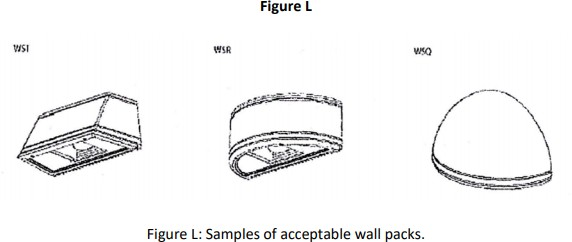 Figure L
WST
WSR
WSQ
Figure L: Samples of acceptable wall packs.